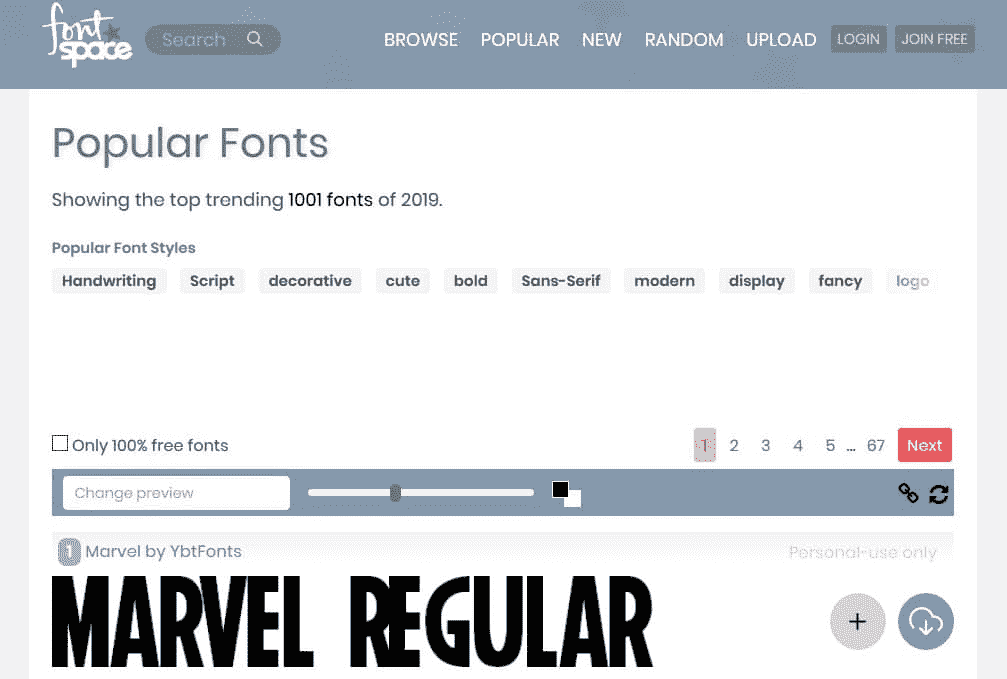 font space
Search
BROWSE POPULAR NEW RANDOM UPLOAD LOGIN JOIN FREE
Popular Fonts
Showing the top trending 1001 fonts of 2019.
Popular Font Styles
Handwriting Script decorative cute bold Sans-Serif modern display fancy logo
Only 100% free fonts
1 2 3 4 5 ... 67 Next
Change preview
1 Marvel by YbtFonts Personal-use only
MARVEL REGULAR